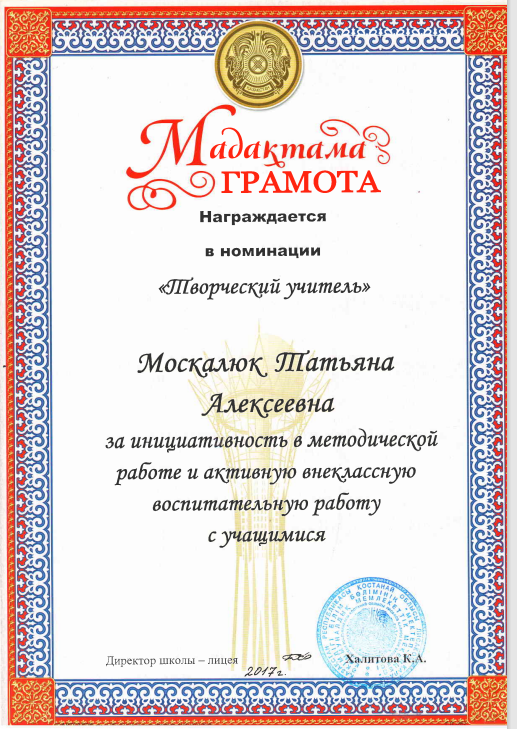 Мадақтама
ГРАМОТА
Награждается
в номинации
«Творческий учитель»
Москалюк Татьяна
Алексеевна
за инициативность в методической
работе и активную внеклассную
воспитательную работу
с учащимися
Директор школы – лицея
Халитова К.А.
2017г.